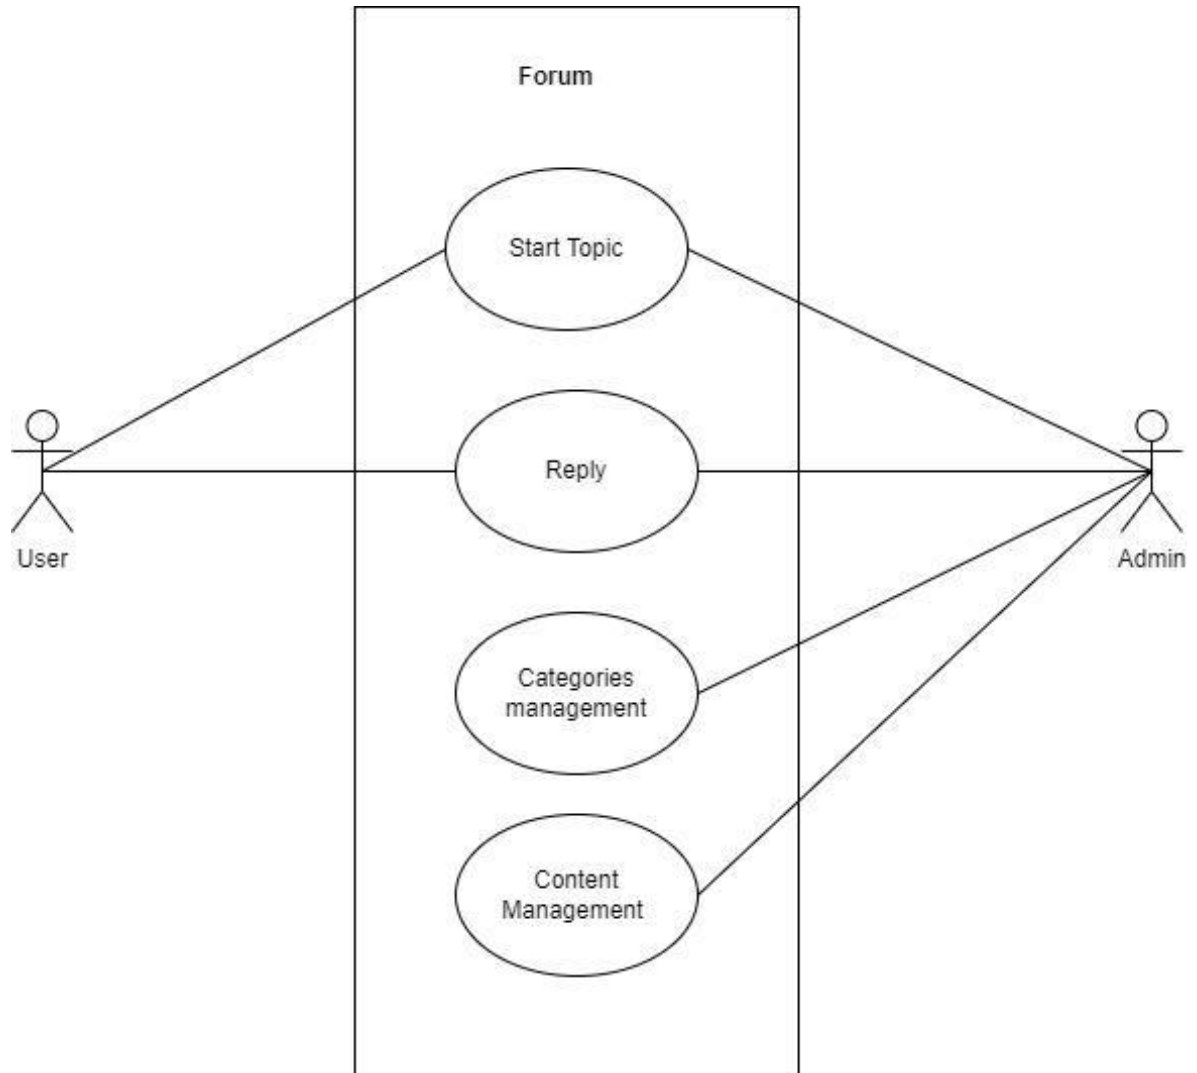 Forum
Start Topic
Reply
User
Admin
Categories
management
Content
Management